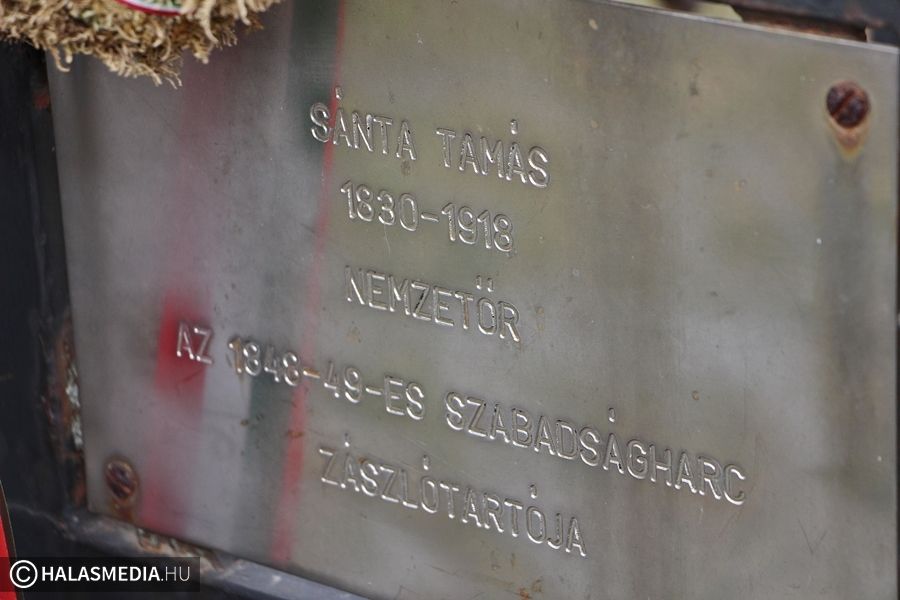 SÁNTA TAMÁS
1830-1918
NEMZETŐR
AZ 1848-49-ES SZABADSÁGHARC
ZÁSZLÓTARTÓJA
© HALASMEDIA.HU